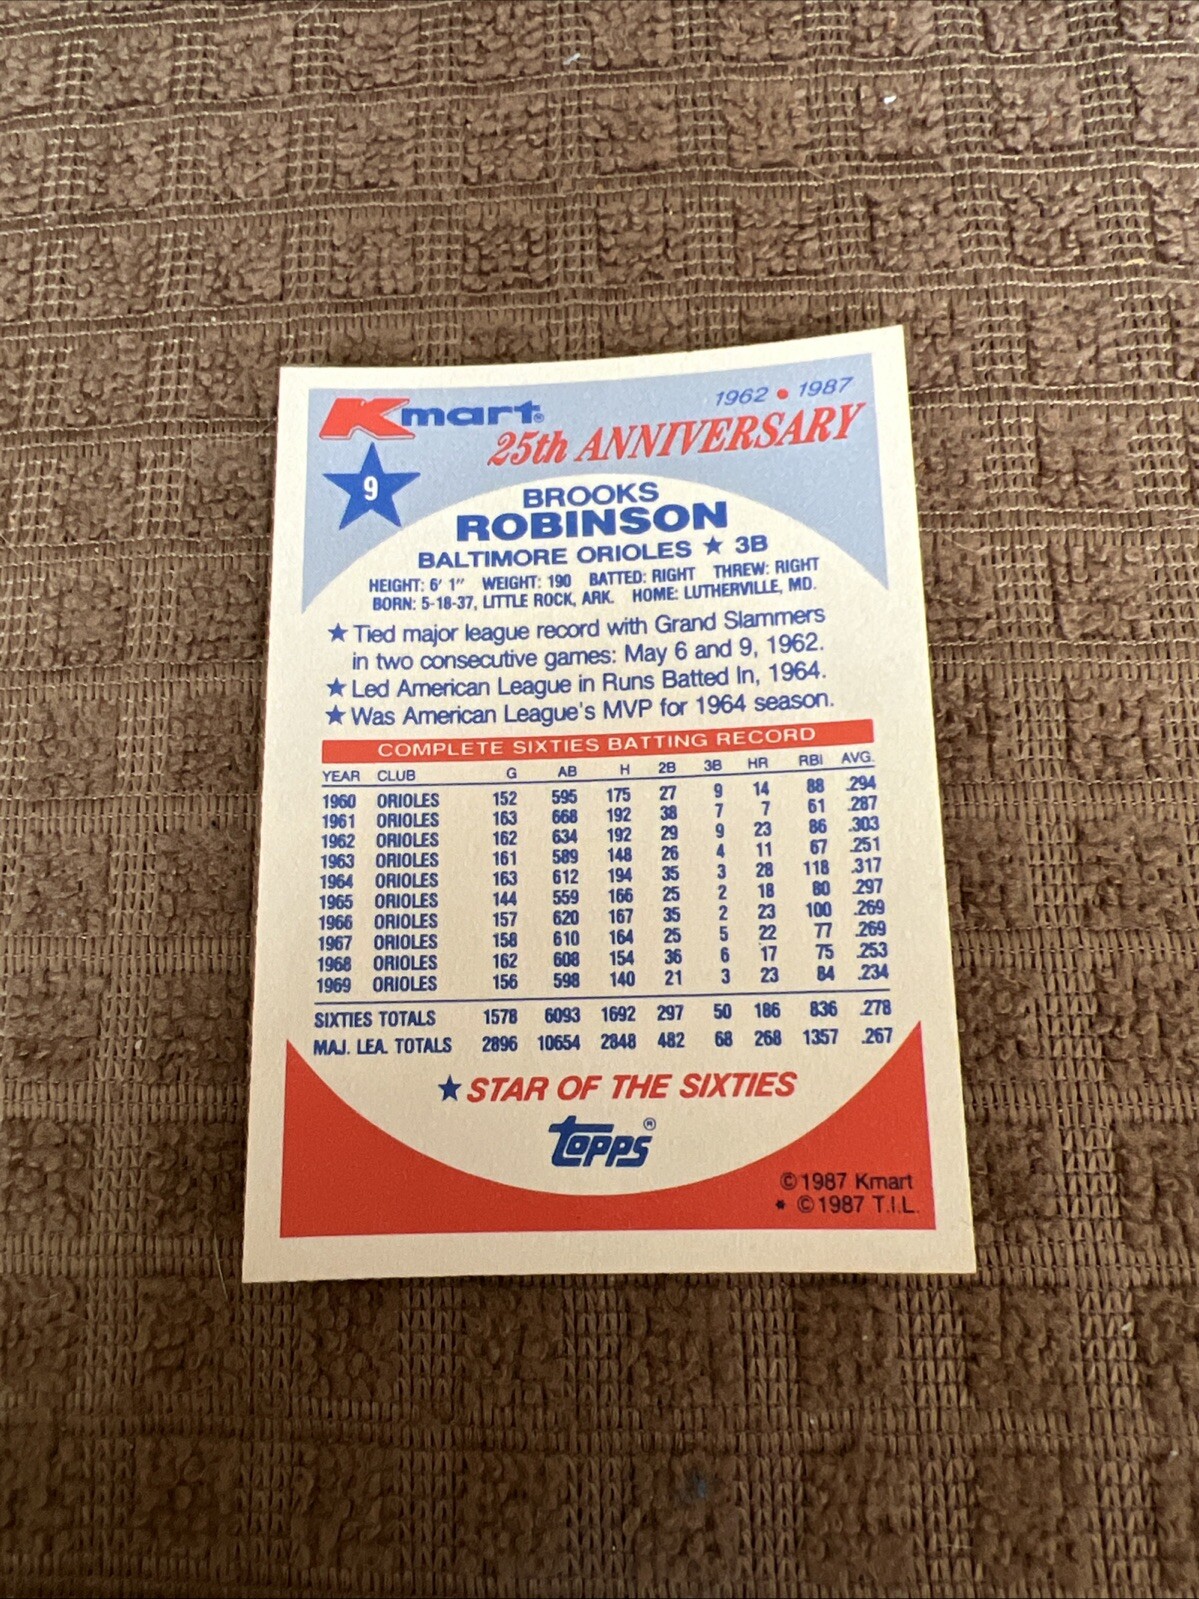 Kmart®
1962 • 1987
25th ANNIVERSARY
9
BROOKS
ROBINSON
BALTIMORE ORIOLES ★ 3B
HEIGHT: 6' 1" WEIGHT: 190 BATTED: RIGHT THREW: RIGHT
BORN: 5-18-37, LITTLE ROCK, ARK. HOME: LUTHERVILLE, MD.
★ Tied major league record with Grand Slammers
in two consecutive games: May 6 and 9, 1962.
★ Led American League in Runs Batted In, 1964.
★ Was American League's MVP for 1964 season.
COMPLETE SIXTIES BATTING RECORD
YEAR CLUB G AB H 2B 3B HR RBI AVG.
1960 ORIOLES 152 595 175 27 9 14 88 .294
1961 ORIOLES 163 668 192 38 7 7 61 .287
1962 ORIOLES 162 634 192 29 9 23 86 .303
1963 ORIOLES 161 589 148 26 4 11 67 .251
1964 ORIOLES 163 612 194 35 3 28 118 .317
1965 ORIOLES 144 559 166 25 2 18 80 .297
1966 ORIOLES 157 620 167 35 2 23 100 .269
1967 ORIOLES 158 610 164 25 5 22 77 .269
1968 ORIOLES 162 608 154 36 6 17 75 .253
1969 ORIOLES 156 598 140 21 3 23 84 .234
SIXTIES TOTALS 1578 6093 1692 297 50 186 836 .278
MAJ. LEA. TOTALS 2896 10654 2848 482 68 268 1357 .267
★ STAR OF THE SIXTIES
topps®
©1987 Kmart
* ©1987 T.I.L.